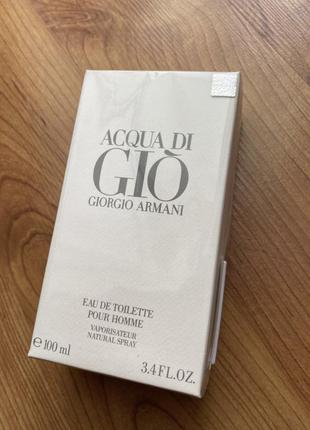 ACQUA DI
GIÒ
GIORGIO ARMANI
EAU DE TOILETTE
POUR HOMME
VAPORISATEUR
NATURAL SPRAY
℮ 100 ml
3.4 FL.OZ.